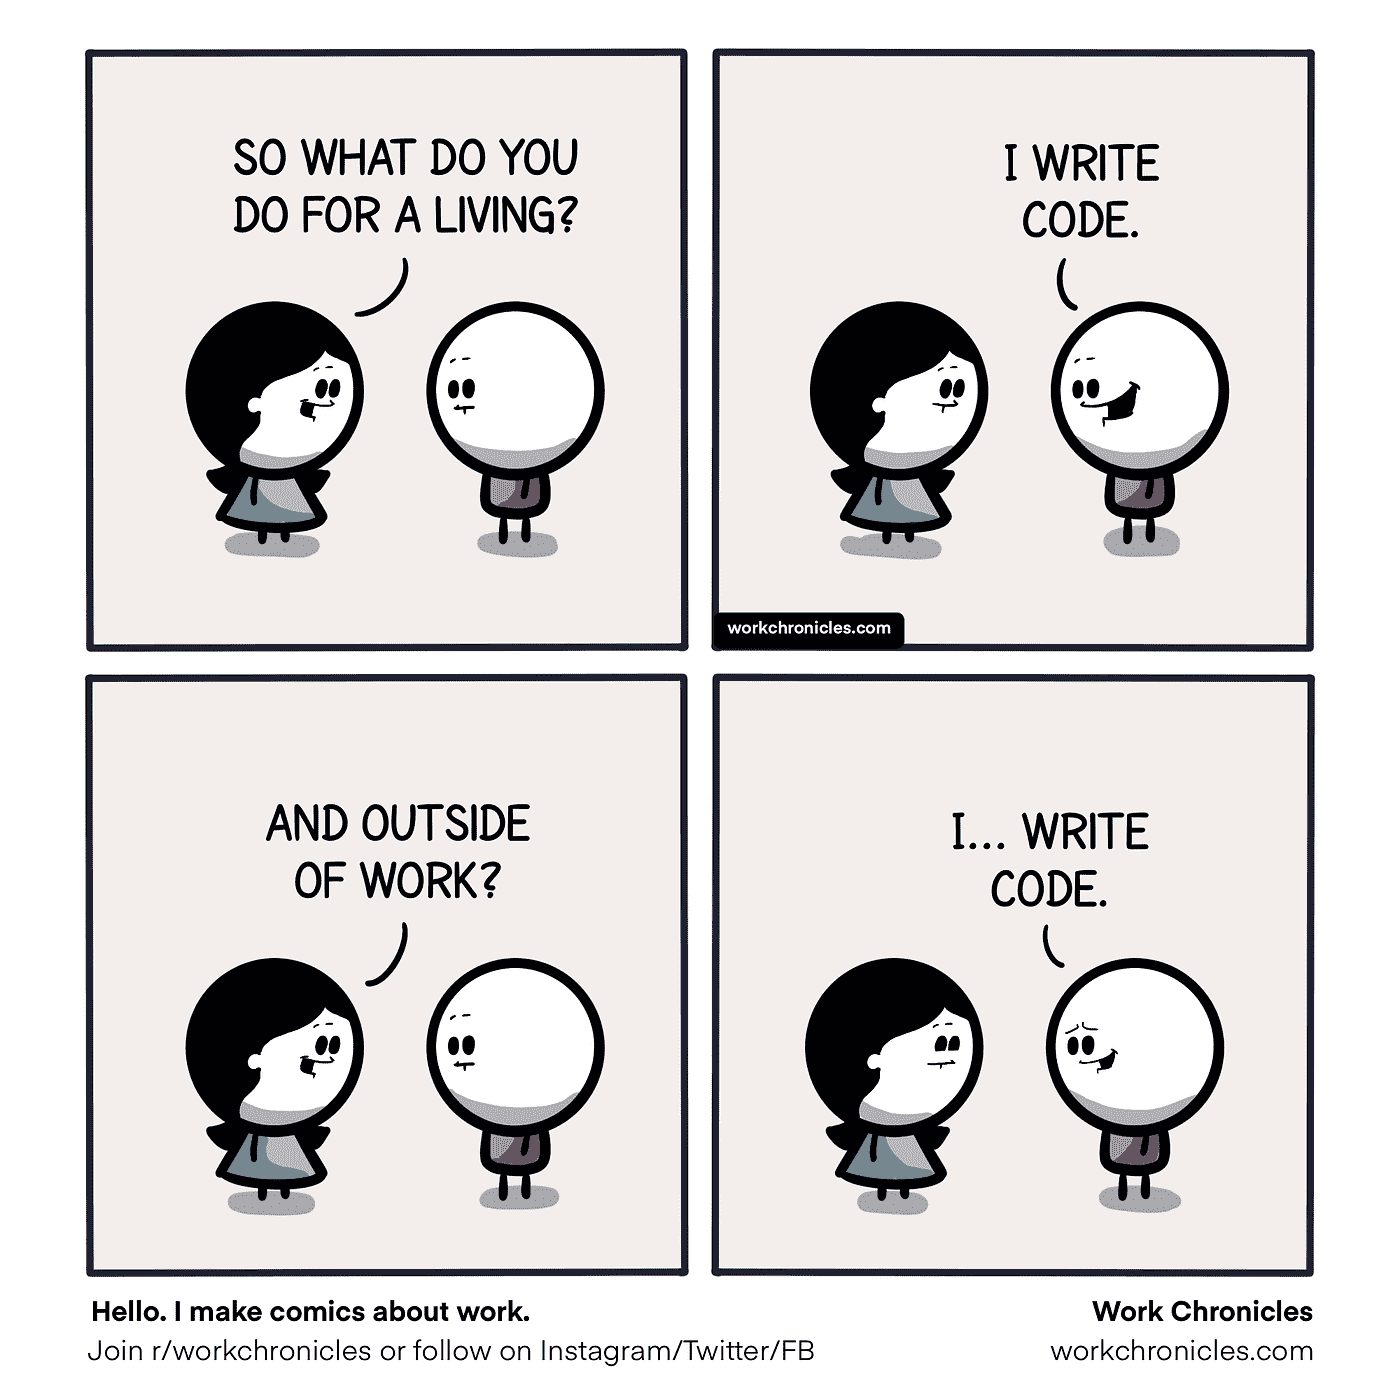 SO WHAT DO YOU
DO FOR A LIVING?
I WRITE
CODE.
workchronicles.com
AND OUTSIDE
OF WORK?
I... WRITE
CODE.
Hello. I make comics about work.
Join r/workchronicles or follow on Instagram/Twitter/FB
Work Chronicles
workchronicles.com